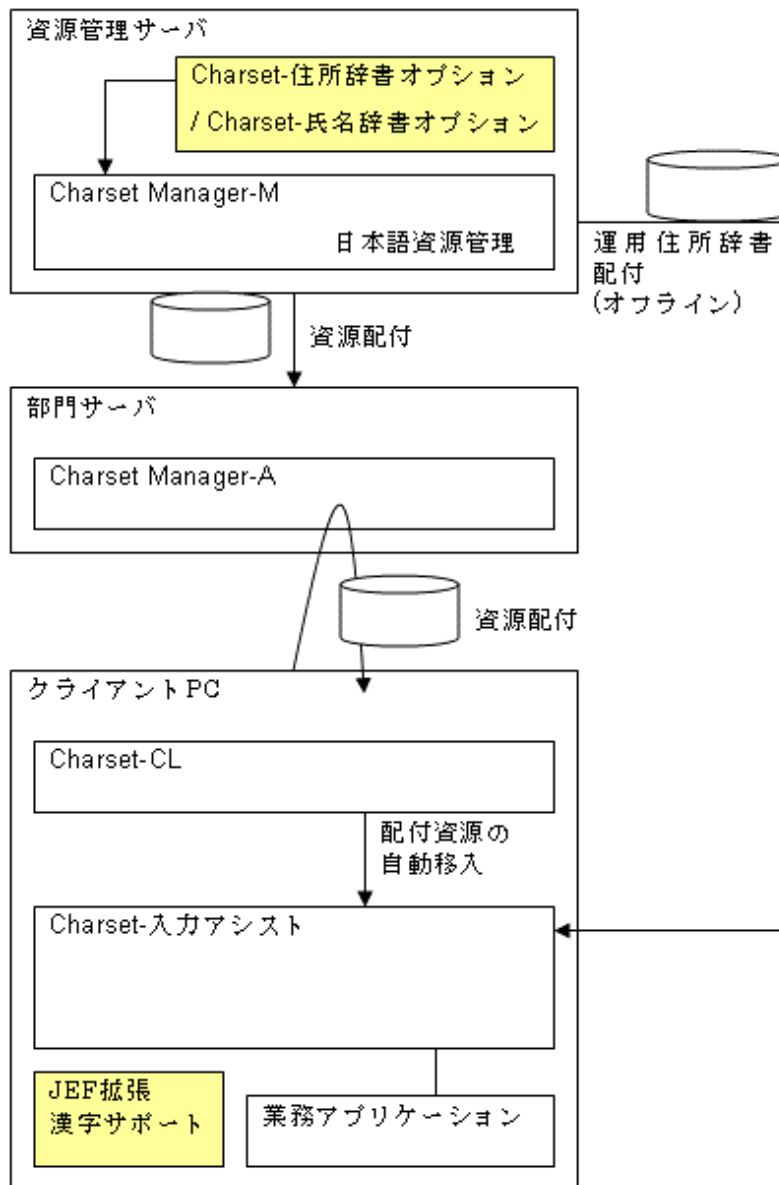 資源管理サーバ
Charset-住所辞書オプション
/ Charset-氏名辞書オプション
Charset Manager-M
日本語資源管理
運用住所辞書
配付
(オフライン)
資源配付
部門サーバ
Charset Manager-A
資源配付
クライアントPC
Charset-CL
配付資源の
自動移入
Charset-入力アシスト
JEF拡張
漢字サポート
業務アプリケーション